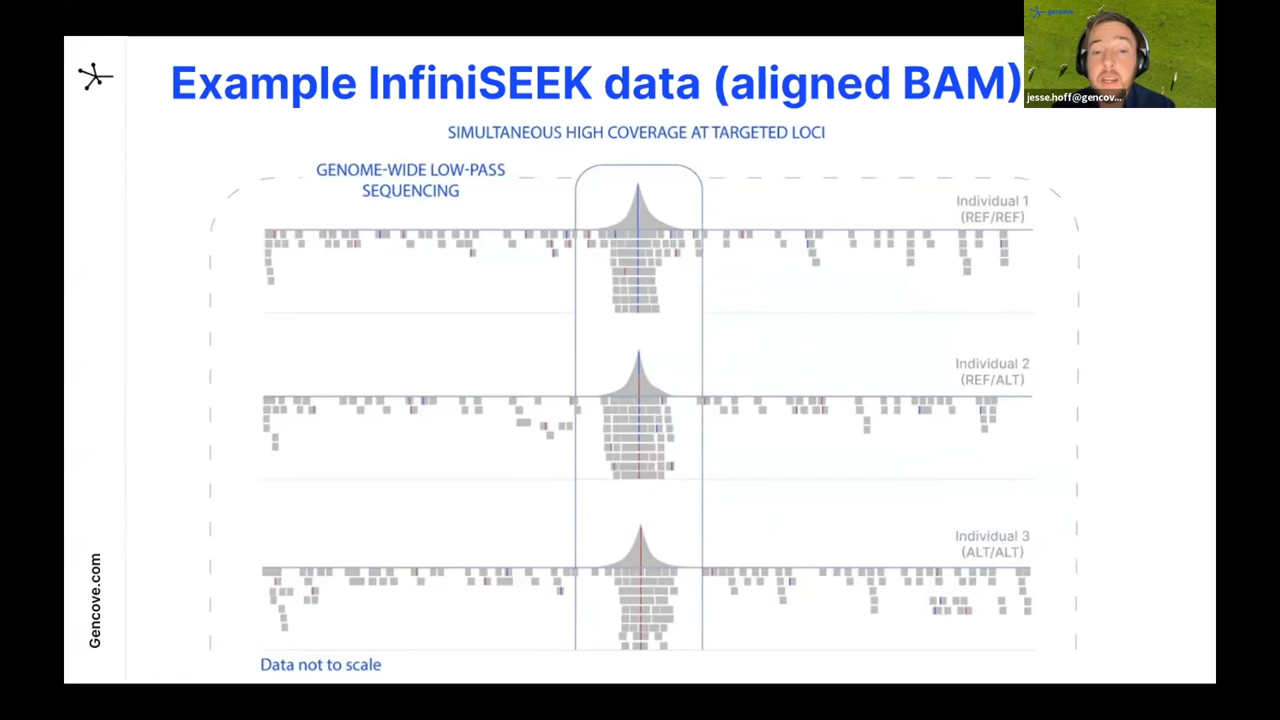 gencove
jesse.hoff@gencov...
Example InfiniSEEK data (aligned BAM)
SIMULTANEOUS HIGH COVERAGE AT TARGETED LOCI
GENOME-WIDE LOW-PASS
SEQUENCING
Individual 1
(REF/REF)
Individual 2
(REF/ALT)
Individual 3
(ALT/ALT)
Data not to scale
Gencove.com